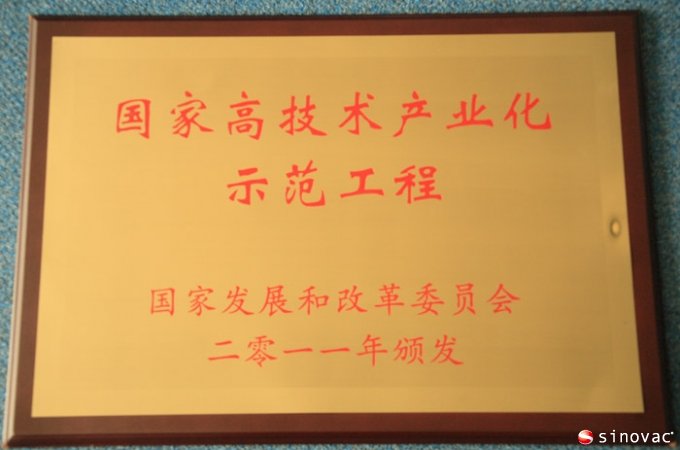 国家高技术产业化
示范工程
国家发展和改革委员会
二零一一年颁发
sinovac